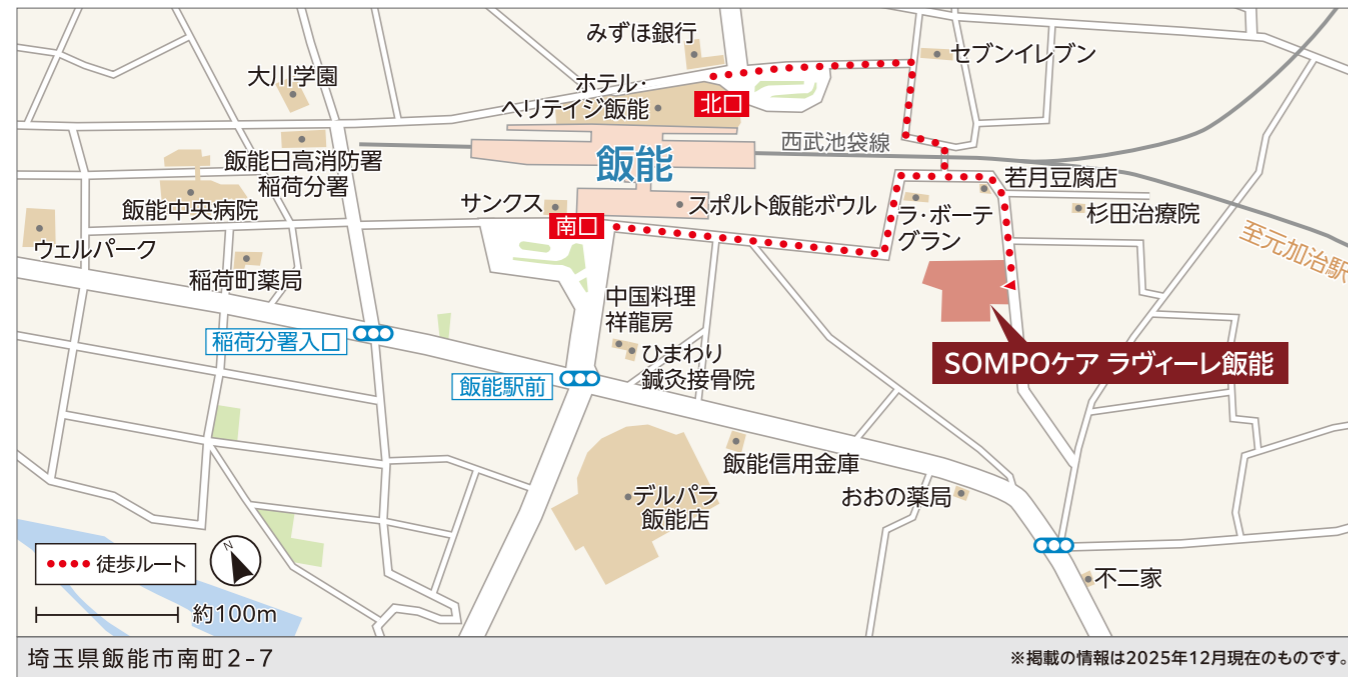 みずほ銀行
セブンイレブン
大川学園
ホテル・
ヘリテイジ飯能
北口
西武池袋線
飯能日高消防署
稲荷分署
飯能
若月豆腐店
飯能中央病院
サンクス
スポルト飯能ボウル
ラ・ボーテ
グラン
杉田治療院
南口
ウェルパーク
稲荷町薬局
至元加治駅
中国料理
祥龍房
稲荷分署入口
ひまわり
鍼灸接骨院
SOMPOケア ラヴィーレ飯能
飯能駅前
飯能信用金庫
デルパラ
飯能店
おおの薬局
徒歩ルート
N
不二家
約100m
埼玉県飯能市南町2-7
※掲載の情報は2025年12月現在のものです。